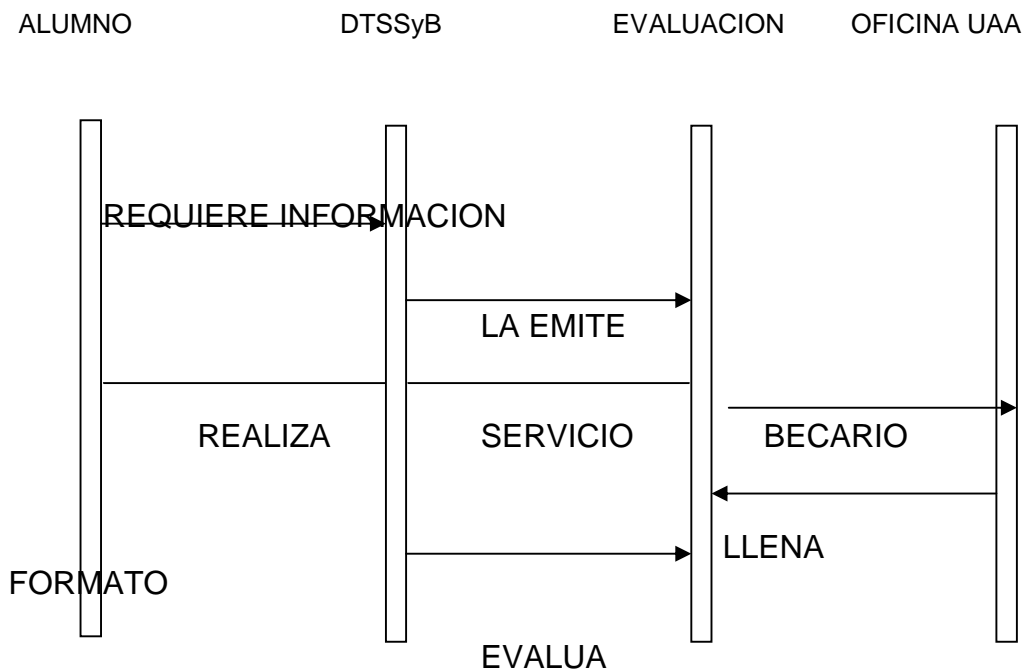 ALUMNO DTSSyB EVALUACION OFICINA UAA
REQUIERE INFORMACION
LA EMITE
REALIZA SERVICIO BECARIO
LLENA
FORMATO
EVALUA